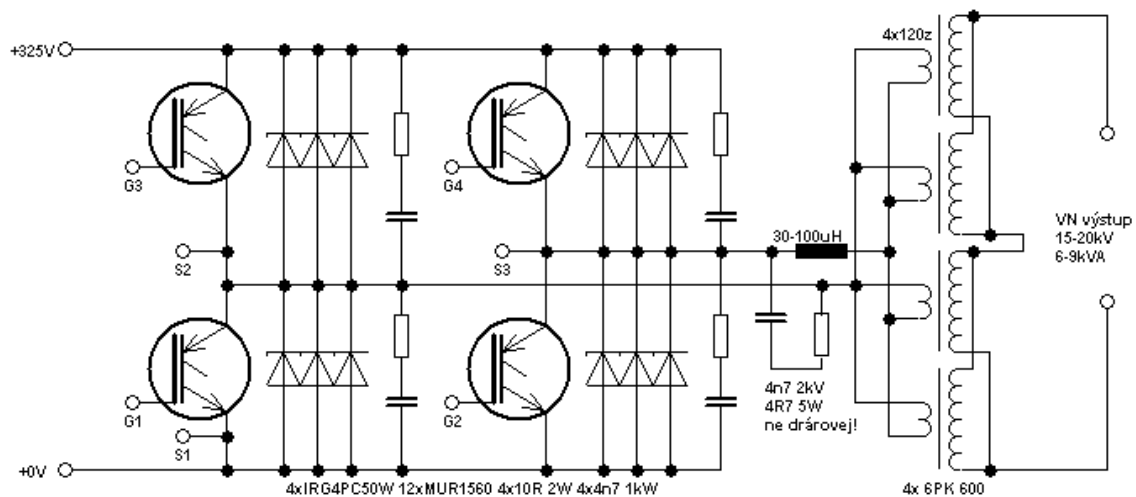 +325V
4x120z
G3
G4
VN výstup
15-20kV
6-9kVA
30-100uH
S2
S3
4n7 2kV
4R7 5W
ne drárovej!
G1
G2
S1
+0V
4xIRG4PC50W 12xMUR1560 4x10R 2W 4x4n7 1kW
4x 6PK 600